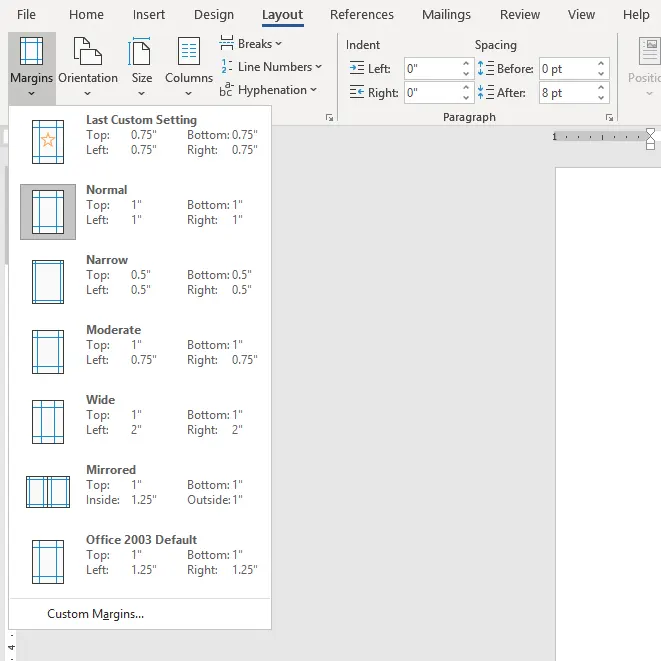 File Home Insert Design Layout References Mailings Review View Help
Margins Orientation Size Columns
Breaks
Line Numbers
Hyphenation
Indent Spacing
Left: 0" Before: 0 pt
Right: 0" After: 8 pt
Paragraph
1
Last Custom Setting
Top: 0.75" Bottom: 0.75"
Left: 0.75" Right: 0.75"
Normal
Top: 1" Bottom: 1"
Left: 1" Right: 1"
Narrow
Top: 0.5" Bottom: 0.5"
Left: 0.5" Right: 0.5"
Moderate
Top: 1" Bottom: 1"
Left: 0.75" Right: 0.75"
Wide
Top: 1" Bottom: 1"
Left: 2" Right: 2"
Mirrored
Top: 1" Bottom: 1"
Inside: 1.25" Outside: 1"
Office 2003 Default
Top: 1" Bottom: 1"
Left: 1.25" Right: 1.25"
Custom Margins...
4